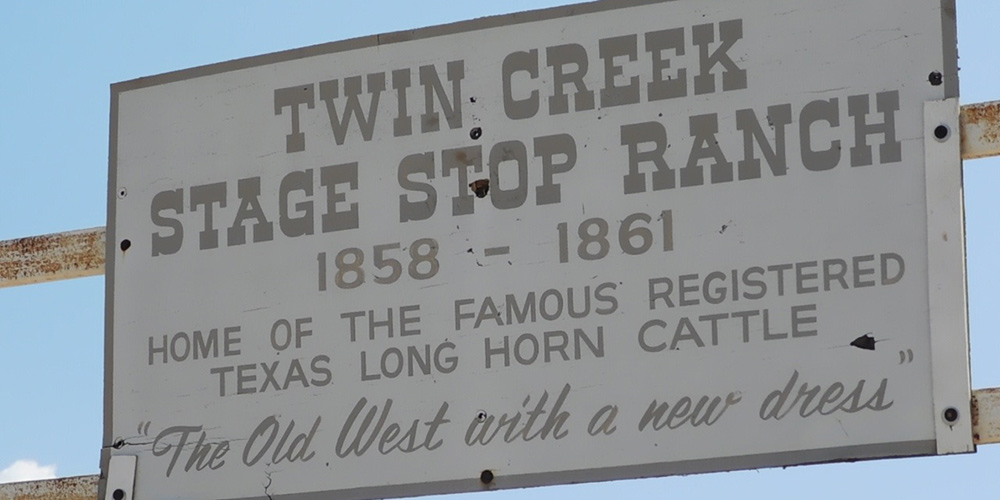 TWIN CREEK
STAGE STOP RANCH
1858 - 1861
HOME OF THE FAMOUS REGISTERED
TEXAS LONG HORN CATTLE
"The Old West with a new dress"